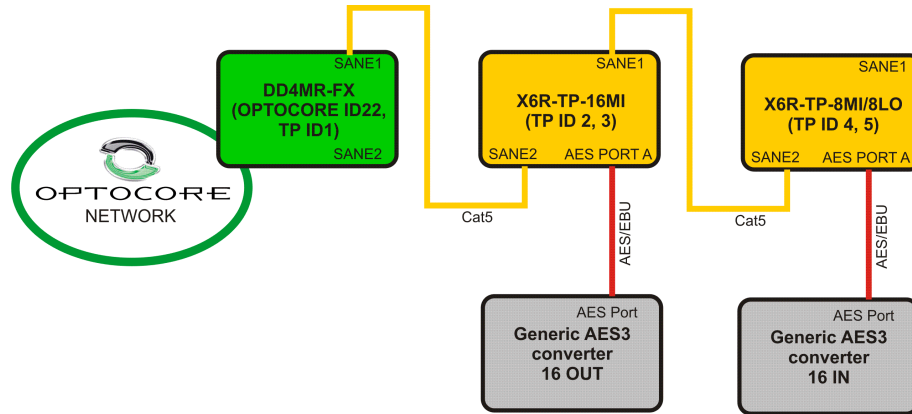 SANE1
DD4MR-FX
(OPTOCORE ID22,
TP ID1)
SANE2
OPTOCORE
NETWORK
Cat5
SANE1
X6R-TP-16MI
(TP ID 2, 3)
SANE2 AES PORT A
Cat5
AES/EBU
SANE1
X6R-TP-8MI/8LO
(TP ID 4, 5)
SANE2 AES PORT A
AES/EBU
AES Port
Generic AES3
converter
16 OUT
AES Port
Generic AES3
converter
16 IN